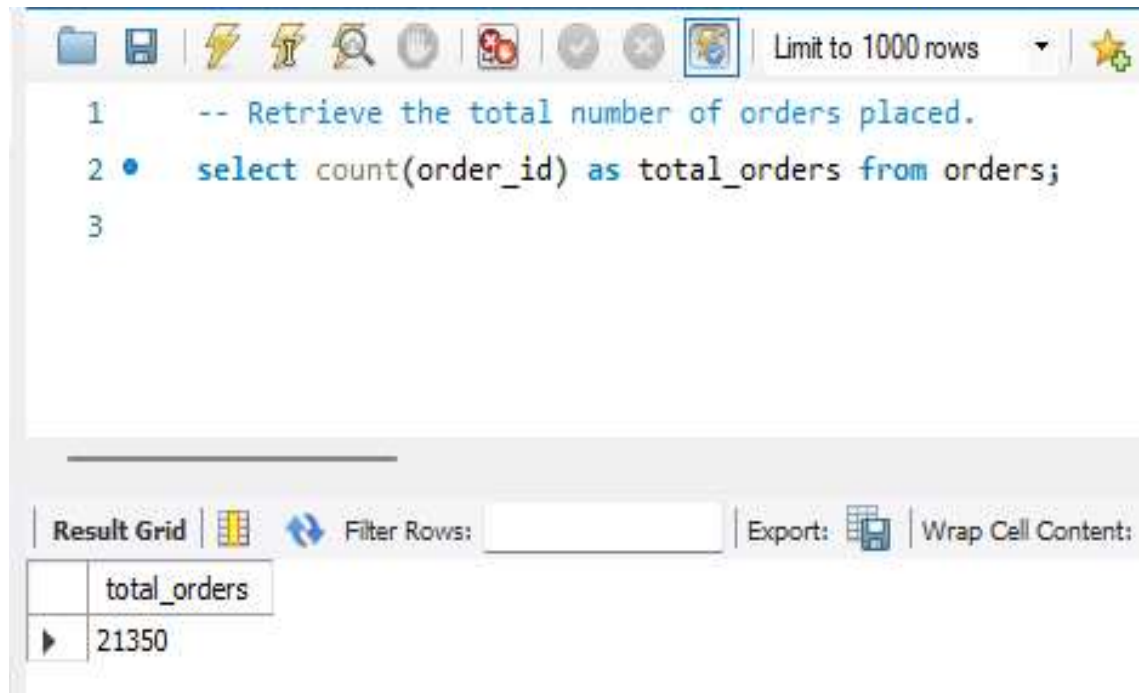 Limit to 1000 rows
1 -- Retrieve the total number of orders placed.
2 select count(order_id) as total_orders from orders;
3
Result Grid Filter Rows: Export: Wrap Cell Content:
total_orders
21350